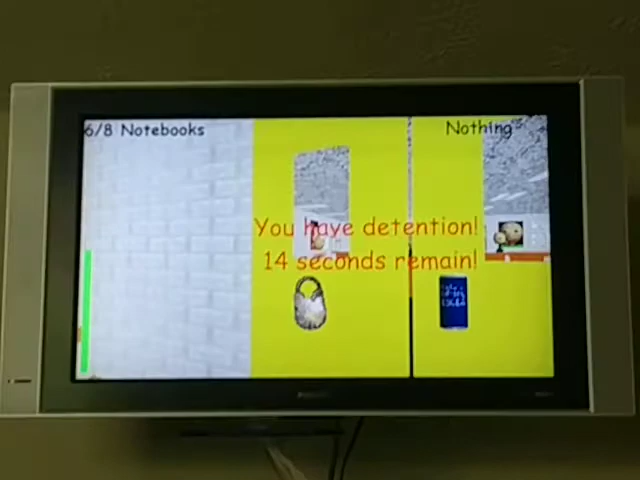 6/8 Notebooks
Nothing
You have detention!
14 seconds remain!